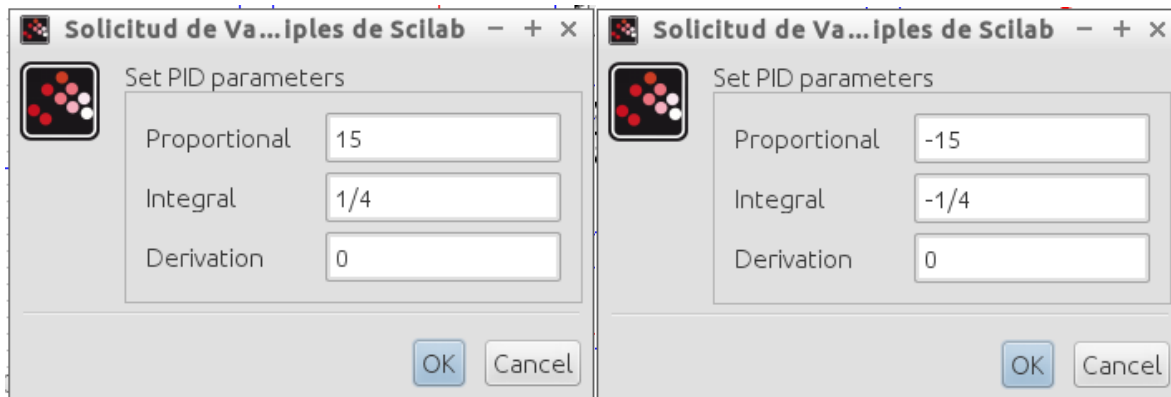 Solicitud de Va...iples de Scilab
Set PID parameters
Proportional 15
Integral 1/4
Derivation 0
OK Cancel
Solicitud de Va...iples de Scilab
Set PID parameters
Proportional -15
Integral -1/4
Derivation 0
OK Cancel